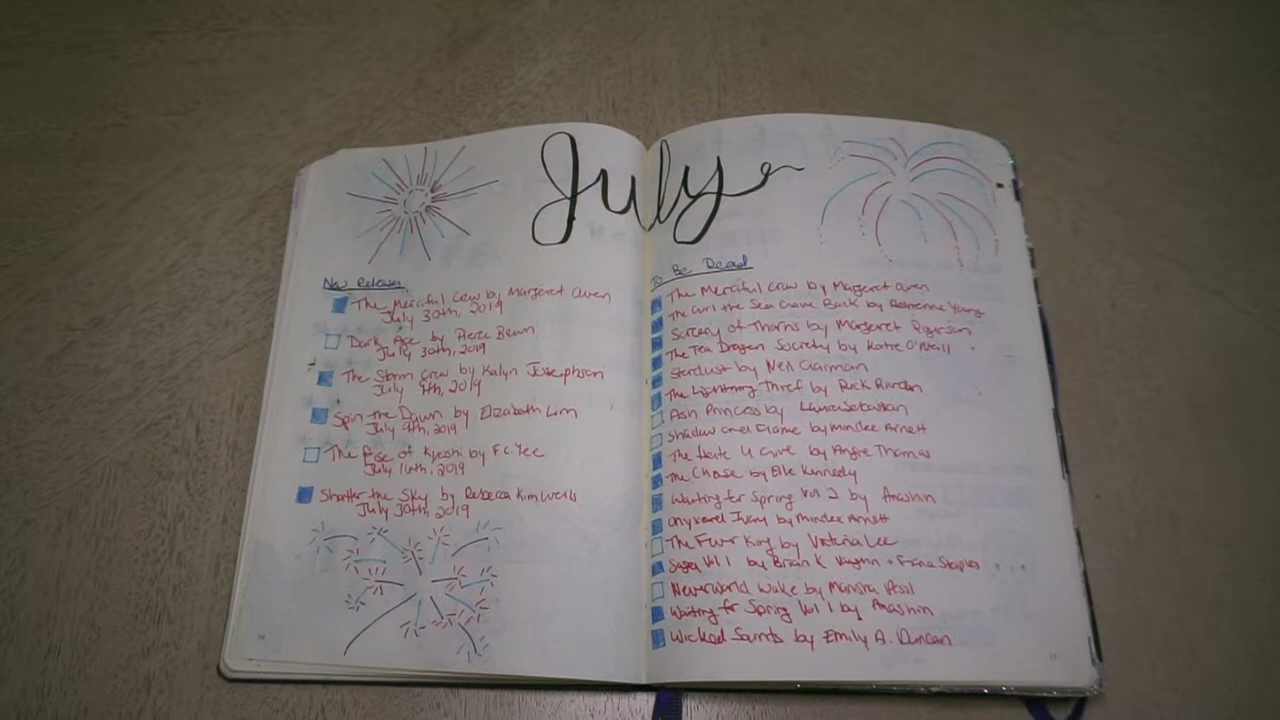 July
New Releases
The Merciful Crow by Margaret Owen
July 30th, 2019
Dark Age by Pierce Brown
July 30th, 2019
The Storm Crow by Kalyn Josephson
July 9th, 2019
Spin the Dawn by Elizabeth Lim
July 9th, 2019
The Rise of Kyoshi by F.C. Yee
July 16th, 2019
Shatter the Sky by Rebecca Kim Wells
July 30th, 2019
To Be Read
The Merciful Crow by Margaret Owen
The Girl the Sea Gave Back by Adrienne Young
Sorcery of Thorns by Margaret Rogerson
The Tea Dragon Society by Katie O'Neill
Stardust by Neil Gaiman
The Lightning Thief by Rick Riordan
Ash Princess by Laura Sebastian
Shadow and Flame by Mindee Arnett
The Hate U Give by Angie Thomas
The Chase by Elle Kennedy
Waiting for Spring Vol 2 by Anashin
Onyx and Ivory by Mindee Arnett
The Fever King by Victoria Lee
Saga Vol 1 by Brian K Vaughn + Fiona Staples
Neverworld Wake by Marisha Pessl
Waiting for Spring Vol 1 by Anashin
Wicked Saints by Emily A. Duncan